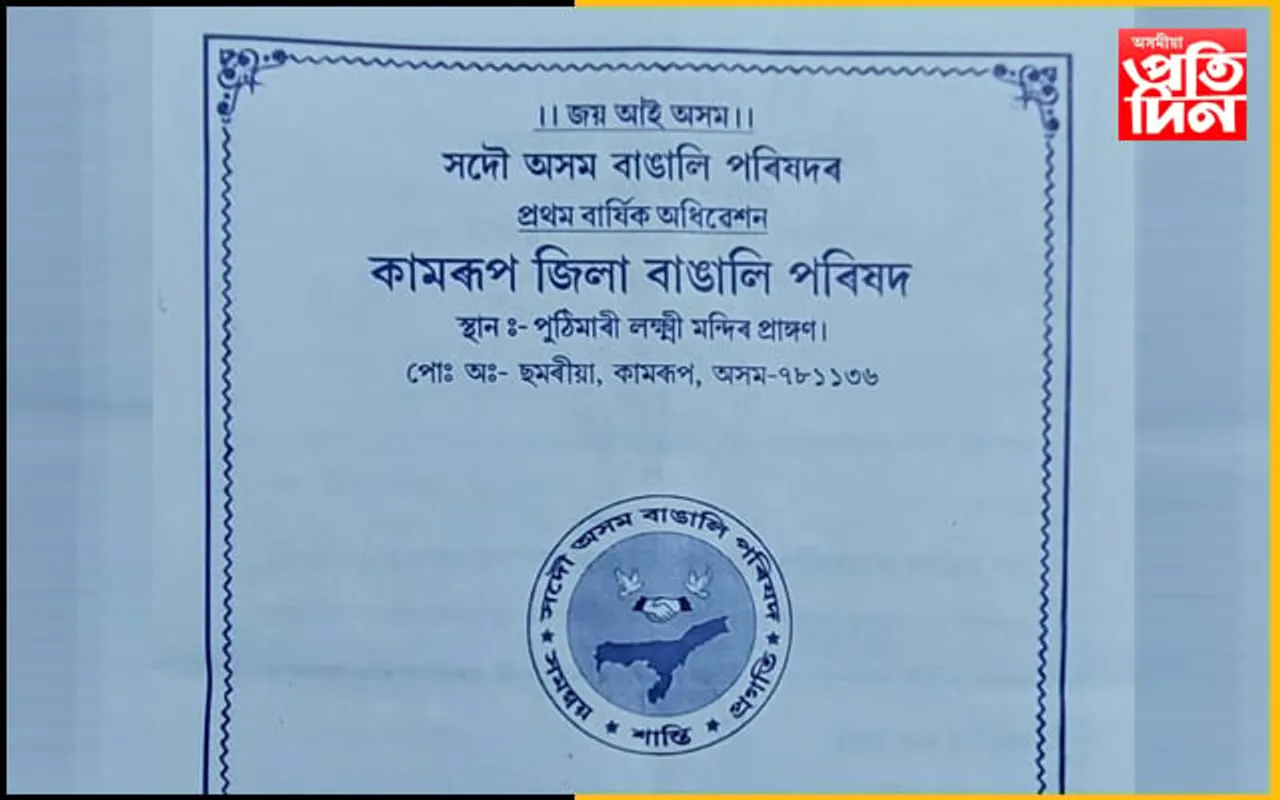 অসমীয়া
প্ৰতি
দিন
।। জয় আই অসম।।
সদৌ অসম বাঙালি পৰিষদৰ
প্ৰথম বাৰ্ষিক অধিৱেশন
কামৰূপ জিলা বাঙালি পৰিষদ
স্থান ঃ- পুঠিমাৰী লক্ষ্মী মন্দিৰ প্ৰাঙ্গণ।
পোঃ অঃ- ছমৰীয়া, কামৰূপ, অসম-৭৮১১৩৬
সদৌ অসম বাঙালি পৰিষদ
★ সমন্বয় ★ শান্তি ★ প্ৰগতি ★